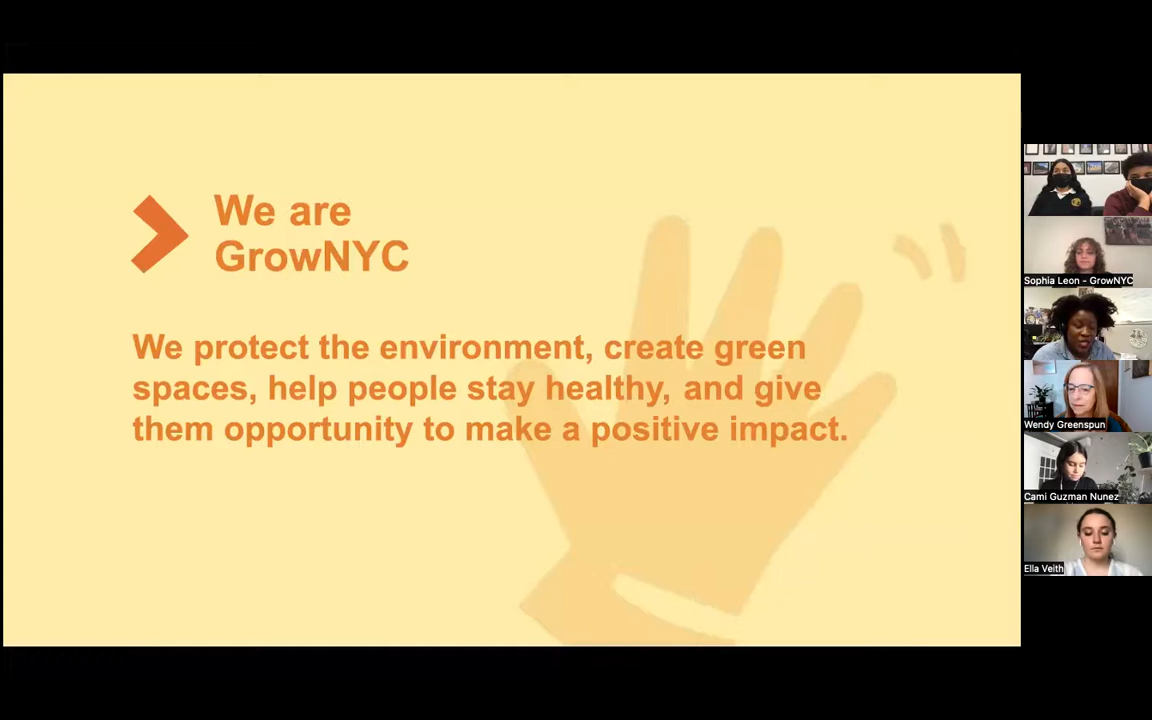 We are
GrowNYC
We protect the environment, create green
spaces, help people stay healthy, and give
them opportunity to make a positive impact.
Sophia Leon - GrowNYC
Wendy Greenspun
Cami Guzman Nunez
Ella Veith